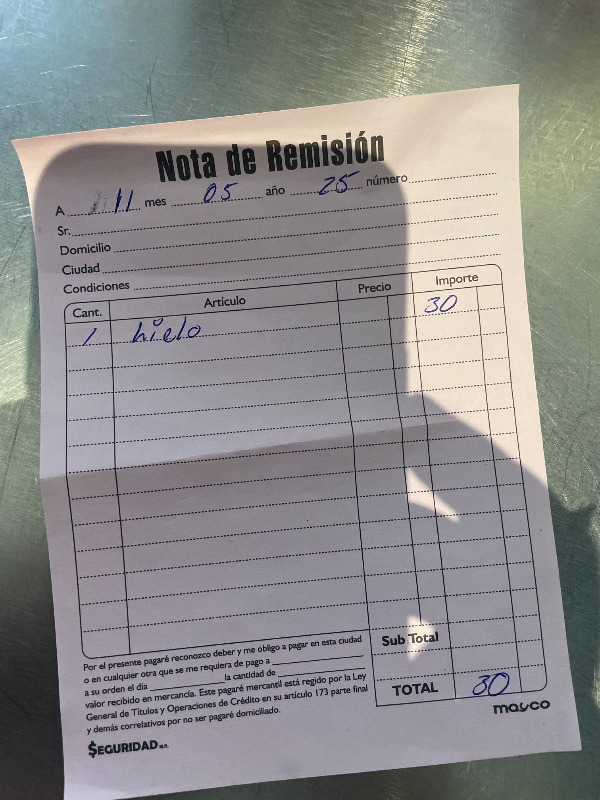 Nota de Remisión
A 11 mes 05 año 25 número
Sr.
Domicilio
Ciudad
Condiciones
Cant. Artículo Precio Importe
1 hielo 30
Por el presente pagaré reconozco deber y me obligo a pagar en esta ciudad
o en cualquier otra que se me requiera de pago a
a su orden el día la cantidad de
valor recibido en mercancía. Este pagaré mercantil está regido por la Ley
General de Títulos y Operaciones de Crédito en su artículo 173 parte final
y demás correlativos por no ser pagaré domiciliado.
Sub Total
TOTAL 30
$EGURIDAD M.R.
mayco